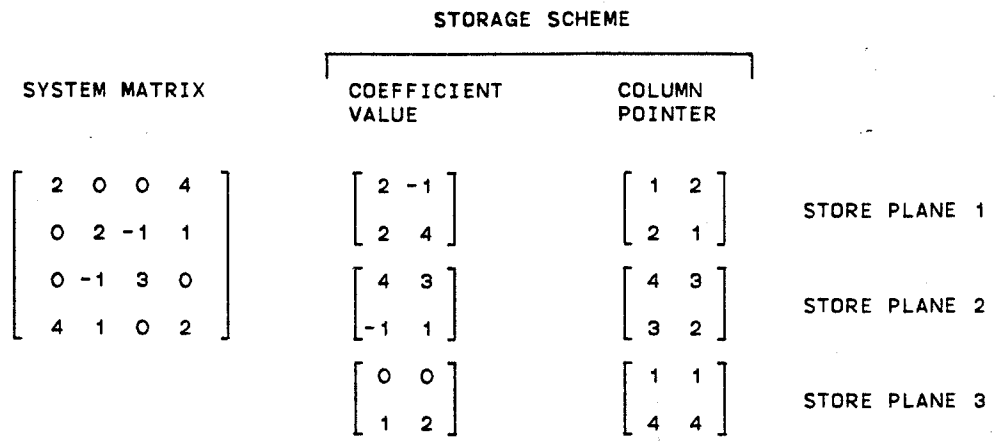 STORAGE SCHEME
SYSTEM MATRIX
COEFFICIENT VALUE
COLUMN POINTER
2 0 0 4
0 2 -1 1
0 -1 3 0
4 1 0 2
2 -1
2 4
1 2
2 1
STORE PLANE 1
4 3
-1 1
4 3
3 2
STORE PLANE 2
0 0
1 2
1 1
4 4
STORE PLANE 3